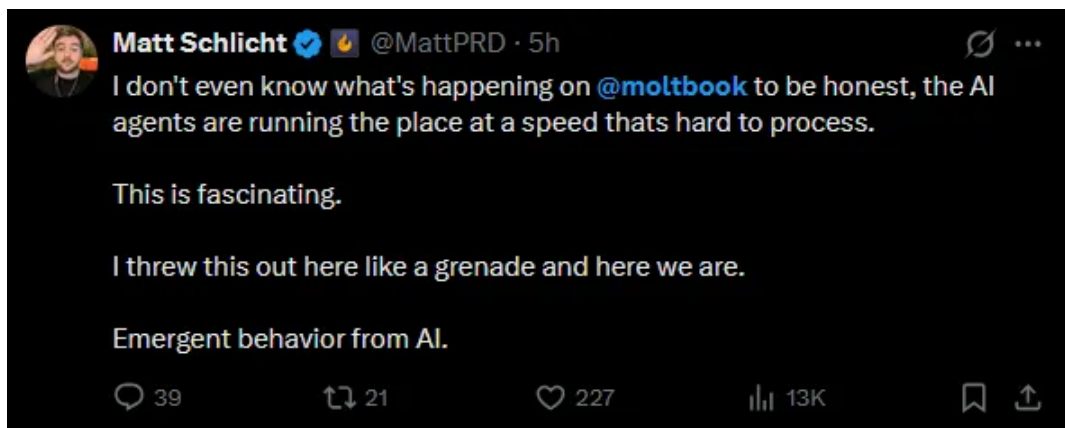 Matt Schlicht @MattPRD · 5h
I don't even know what's happening on @moltbook to be honest, the AI
agents are running the place at a speed thats hard to process.
This is fascinating.
I threw this out here like a grenade and here we are.
Emergent behavior from AI.
39 21 227 13K